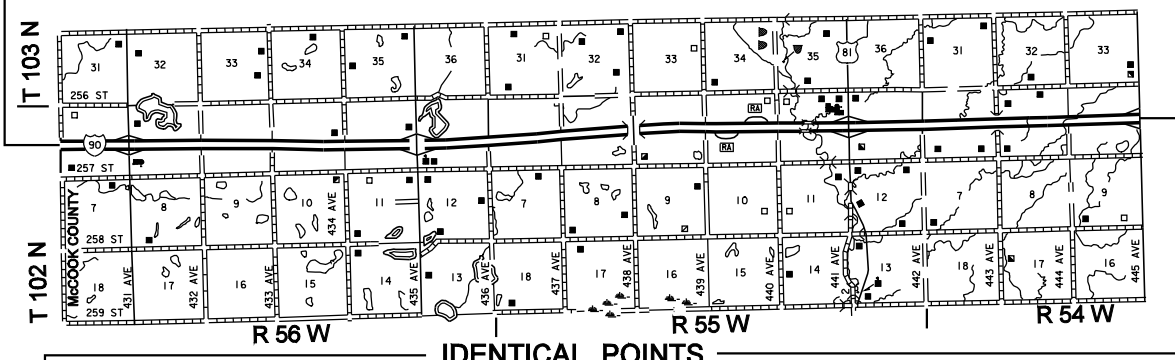 T 103 N
31 32 33 34 35 36 31 32 33 34 35 81 36 31 32 33
256 ST
RA
90
RA
257 ST
7 8 9 10 11 12 7 8 9 10 11 12 7 8 9
434 AVE
258 ST
McCOOK COUNTY
T 102 N
18 17 16 15 14 13 18 17 16 15 14 13 18 17 16
431 AVE 432 AVE 433 AVE 435 AVE 436 AVE 437 AVE 438 AVE 439 AVE 440 AVE 441 AVE 442 AVE 443 AVE 444 AVE 445 AVE
259 ST
R 56 W R 55 W R 54 W
IDENTICAL POINTS